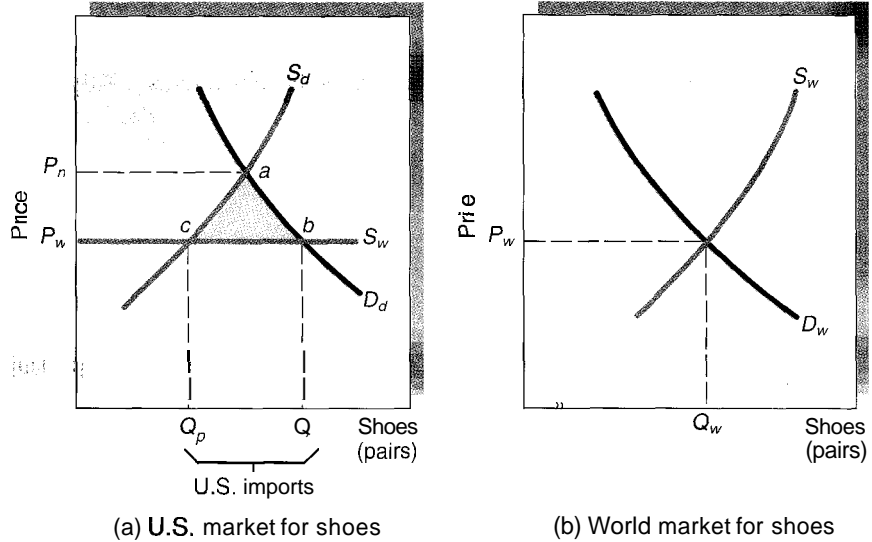 S_d
P_n
a
Price
P_w
c
b
S_w
D_d
Q_p
Q
Shoes
(pairs)
U.S. imports
(a) U.S. market for shoes
S_w
Pri e
P_w
D_w
Q_w
Shoes
(pairs)
(b) World market for shoes